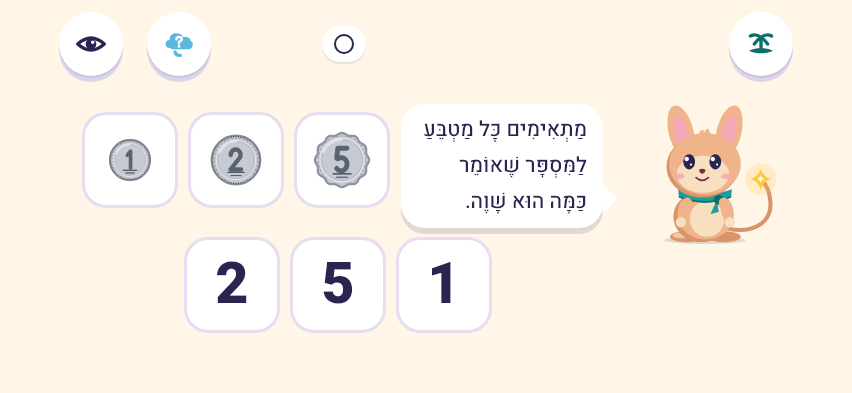 ?
מַתְאִימִים כָּל מַטְבֵּעַ
לַמִּסְפָּר שֶׁאוֹמֵר
כַּמָּה הוּא שָׁוֶה.
1 2 5
2 5 1